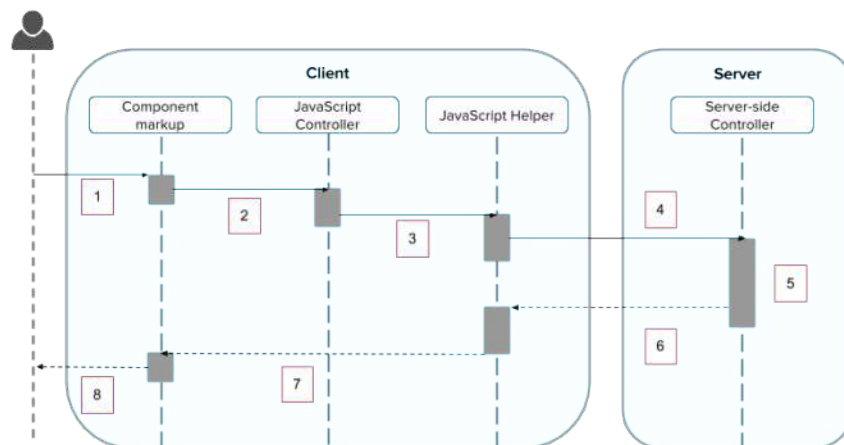 Client
Server
Component
markup
JavaScript
Controller
JavaScript Helper
Server-side
Controller
1
2
3
4
5
6
7
8